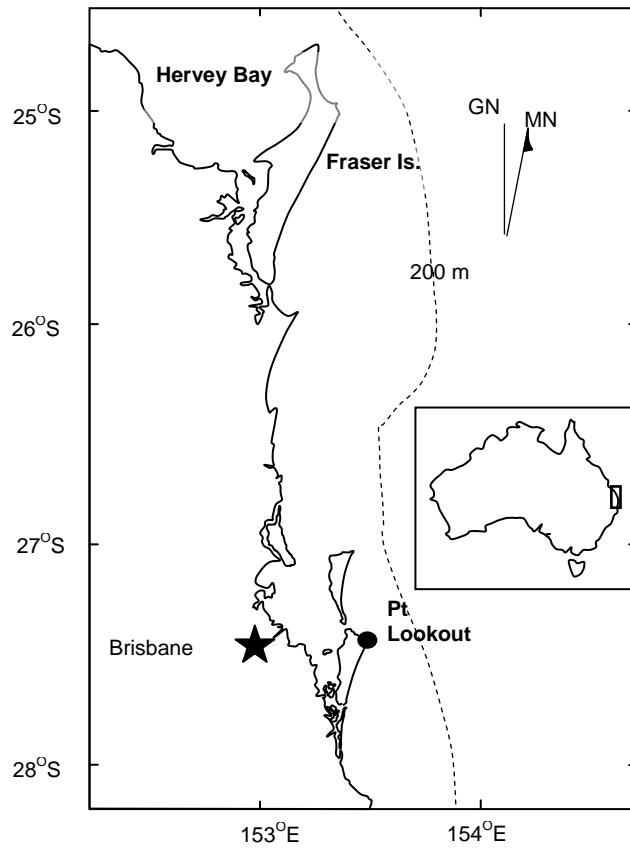 Hervey Bay
25°S
GN
MN
Fraser Is.
200 m
26°S
27°S
Pt
Lookout
Brisbane
28°S
153°E
154°E